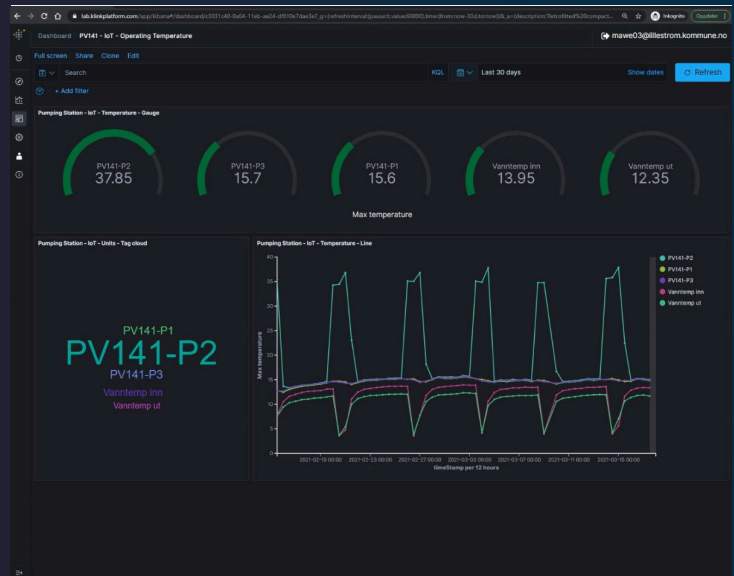 lab.klinkplatform.com/app/kibana#/dashboard/
Inkognito
Dashboard PV141 - IoT - Operating Temperature
mawe03@lillestrom.kommune.no
Full screen Share Clone Edit
Search KQL Last 30 days Show dates Refresh
+ Add filter
Pumping Station - IoT - Temperature - Gauge
PV141-P2 PV141-P3 PV141-P1 Vanntemp inn Vanntemp ut
37.85 15.7 15.6 13.95 12.35
Max temperature
Pumping Station - IoT - Units - Tag cloud
PV141-P1
PV141-P2
PV141-P3
Vanntemp inn
Vanntemp ut
Pumping Station - IoT - Temperature - Line
PV141-P2
PV141-P1
PV141-P3
Vanntemp inn
Vanntemp ut
Max temperature
40
35
30
25
20
15
10
5
0
2021-02-19 00:00 2021-02-23 00:00 2021-02-27 00:00 2021-03-03 00:00 2021-03-07 00:00 2021-03-11 00:00 2021-03-15 00:00
timeStamp per 12 hours